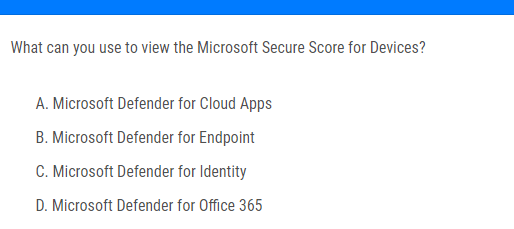 What can you use to view the Microsoft Secure Score for Devices?
A. Microsoft Defender for Cloud Apps
B. Microsoft Defender for Endpoint
C. Microsoft Defender for Identity
D. Microsoft Defender for Office 365